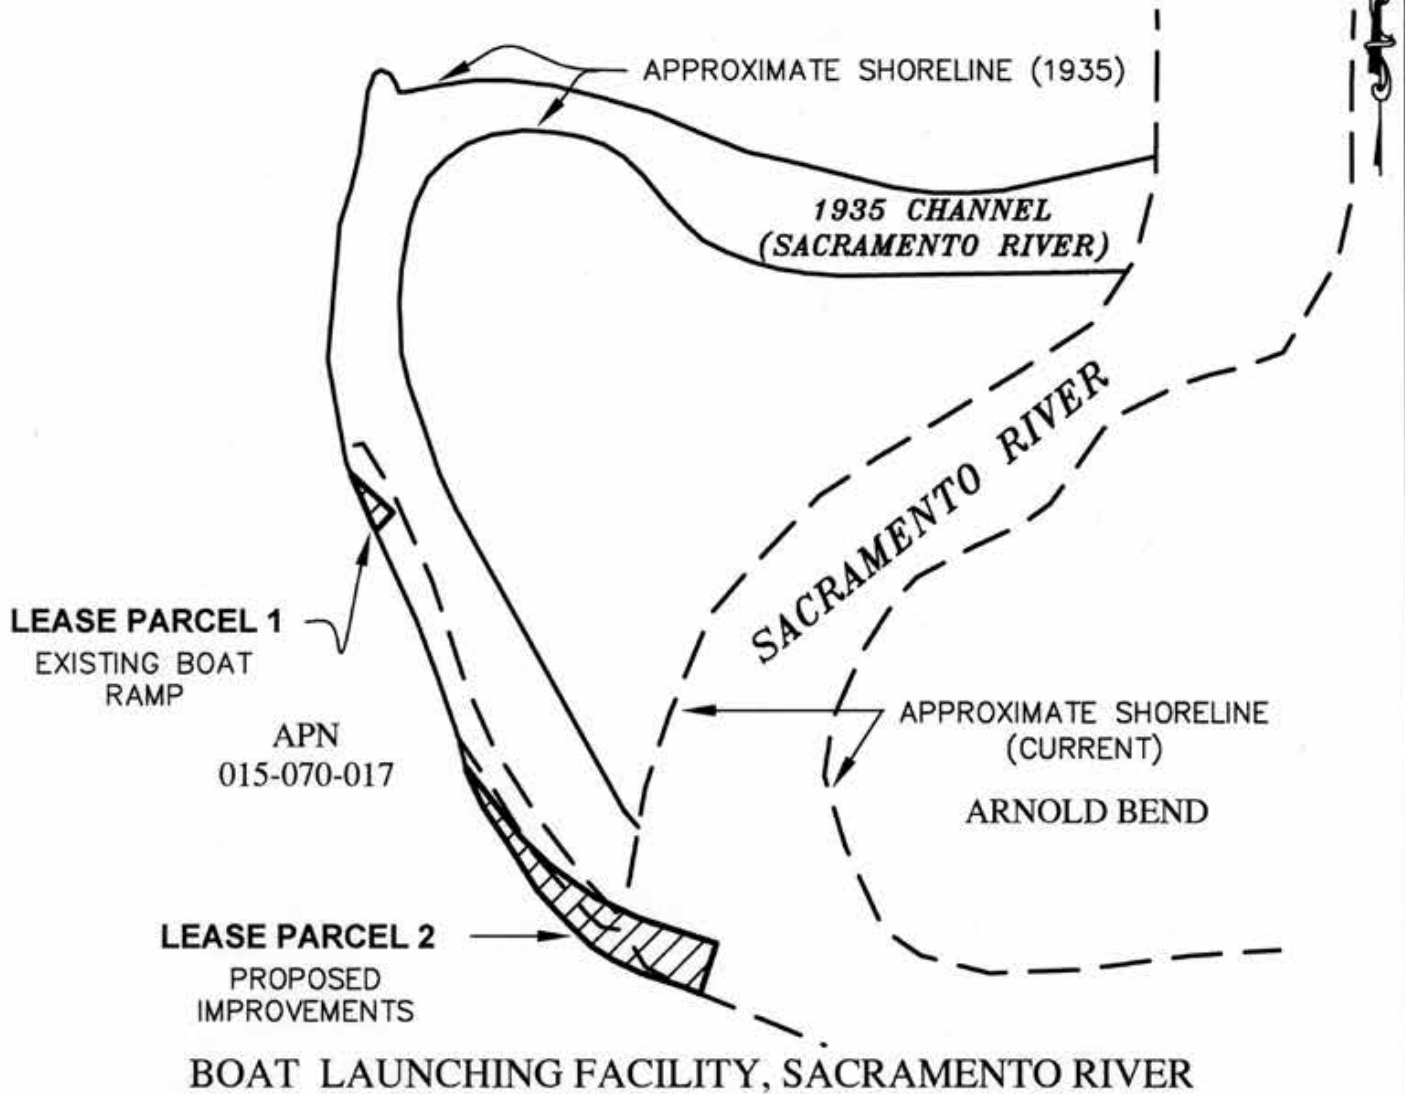 APPROXIMATE SHORELINE (1935)
1935 CHANNEL
(SACRAMENTO RIVER)
SACRAMENTO RIVER
LEASE PARCEL 1
EXISTING BOAT
RAMP
APN
015-070-017
APPROXIMATE SHORELINE
(CURRENT)
ARNOLD BEND
LEASE PARCEL 2
PROPOSED
IMPROVEMENTS
BOAT LAUNCHING FACILITY, SACRAMENTO RIVER